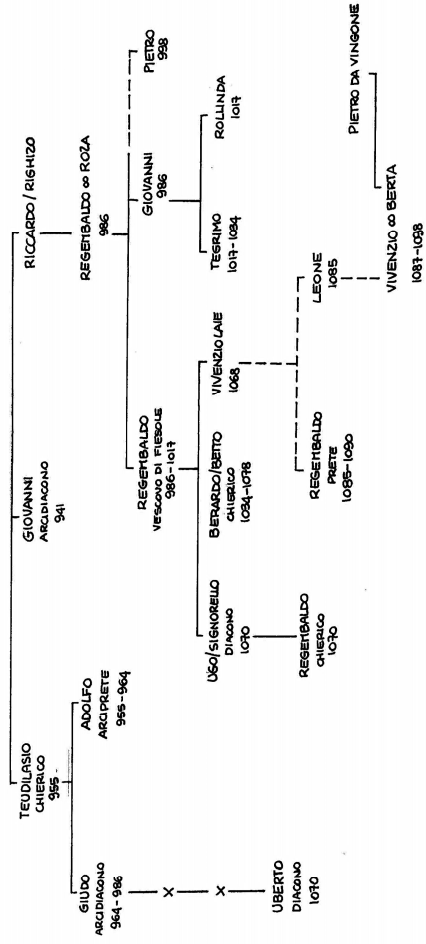 TEUDILASIO
CHIERICO
955-
GIOVANNI
ARCIDIACONO
941
RICCARDO / RIGHIZO
GIUDO
ARCIDIACONO
964-986
ADOLFO
ARCIPRETE
955-964
REGEMBALDO ∞ ROZA
986
REGEMBALDO
VESCOVO DI FIESOLE
986-1017
GIOVANNI
986
PIETRO
998
X
UGO/SIGNORELLO
DIACONO
1070
BERARDO/BETTO
CHIERICO
1034-1078
VIVENZIO LAIE
1068
TEGRIMO
1017-1034
ROLLINDA
1017
X
UBERTO
DIACONO
1070
REGEMBALDO
CHIERICO
1070
REGEMBALDO
PRETE
1085-1090
LEONE
1085
PIETRO DA VINGONE
VIVENZIO ∞ BERTA
1087-1098